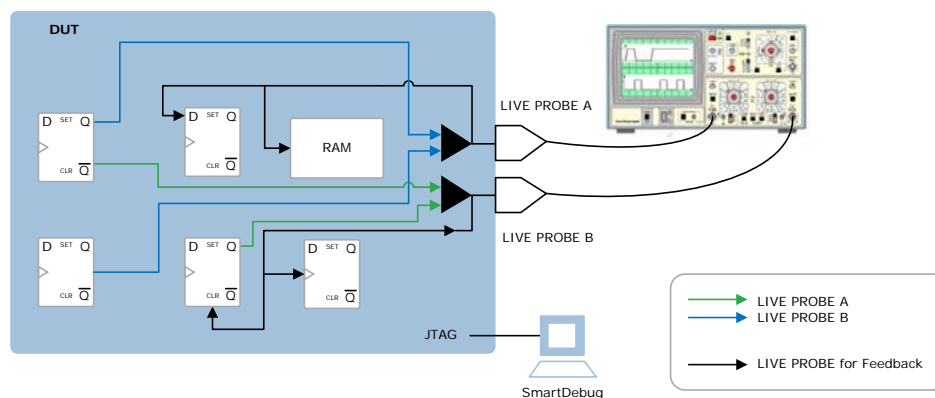 DUT
LIVE PROBE A
D SET Q
CLR Q
D SET Q
CLR Q
RAM
LIVE PROBE B
D SET Q
CLR Q
D SET Q
CLR Q
D SET Q
CLR Q
JTAG
SmartDebug
LIVE PROBE A
LIVE PROBE B
LIVE PROBE for Feedback